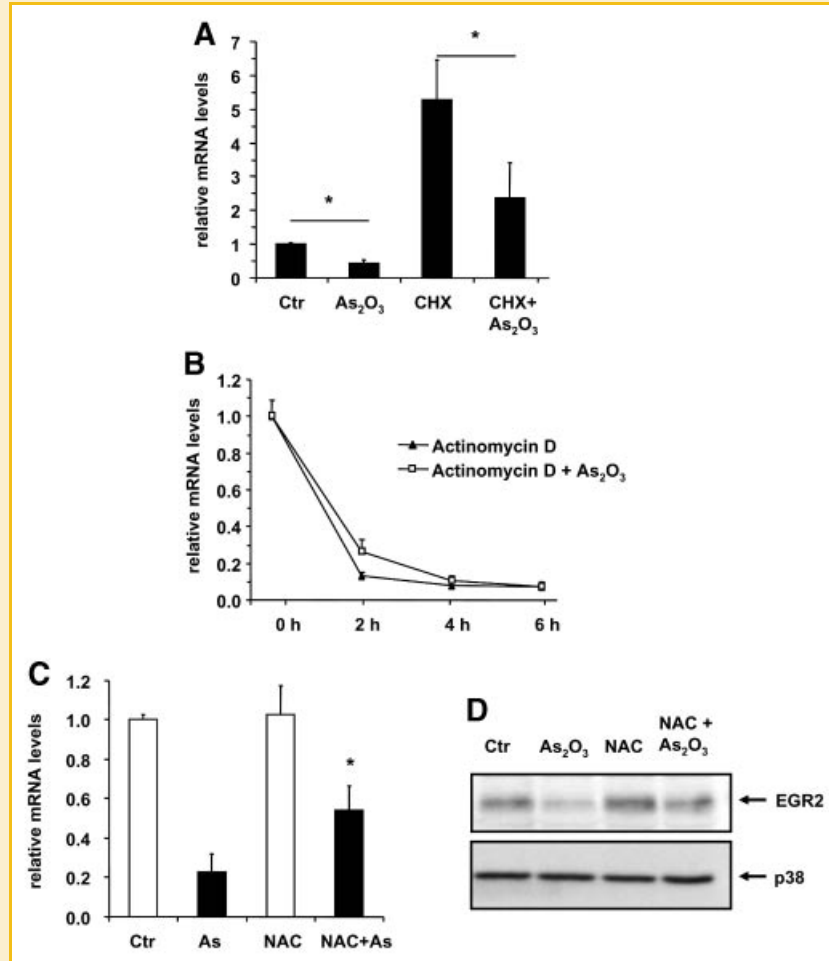 A
relative mRNA levels
7
6
5
4
3
2
1
0
*
*
Ctr
As₂O₃
CHX
CHX+
As₂O₃
B
relative mRNA levels
1.2
1.0
0.8
0.6
0.4
0.2
0.0
Actinomycin D
Actinomycin D + As₂O₃
0 h
2 h
4 h
6 h
C
relative mRNA levels
1.2
1.0
0.8
0.6
0.4
0.2
0.0
*
Ctr
As
NAC
NAC+As
D
Ctr
As₂O₃
NAC
NAC +
As₂O₃
EGR2
p38